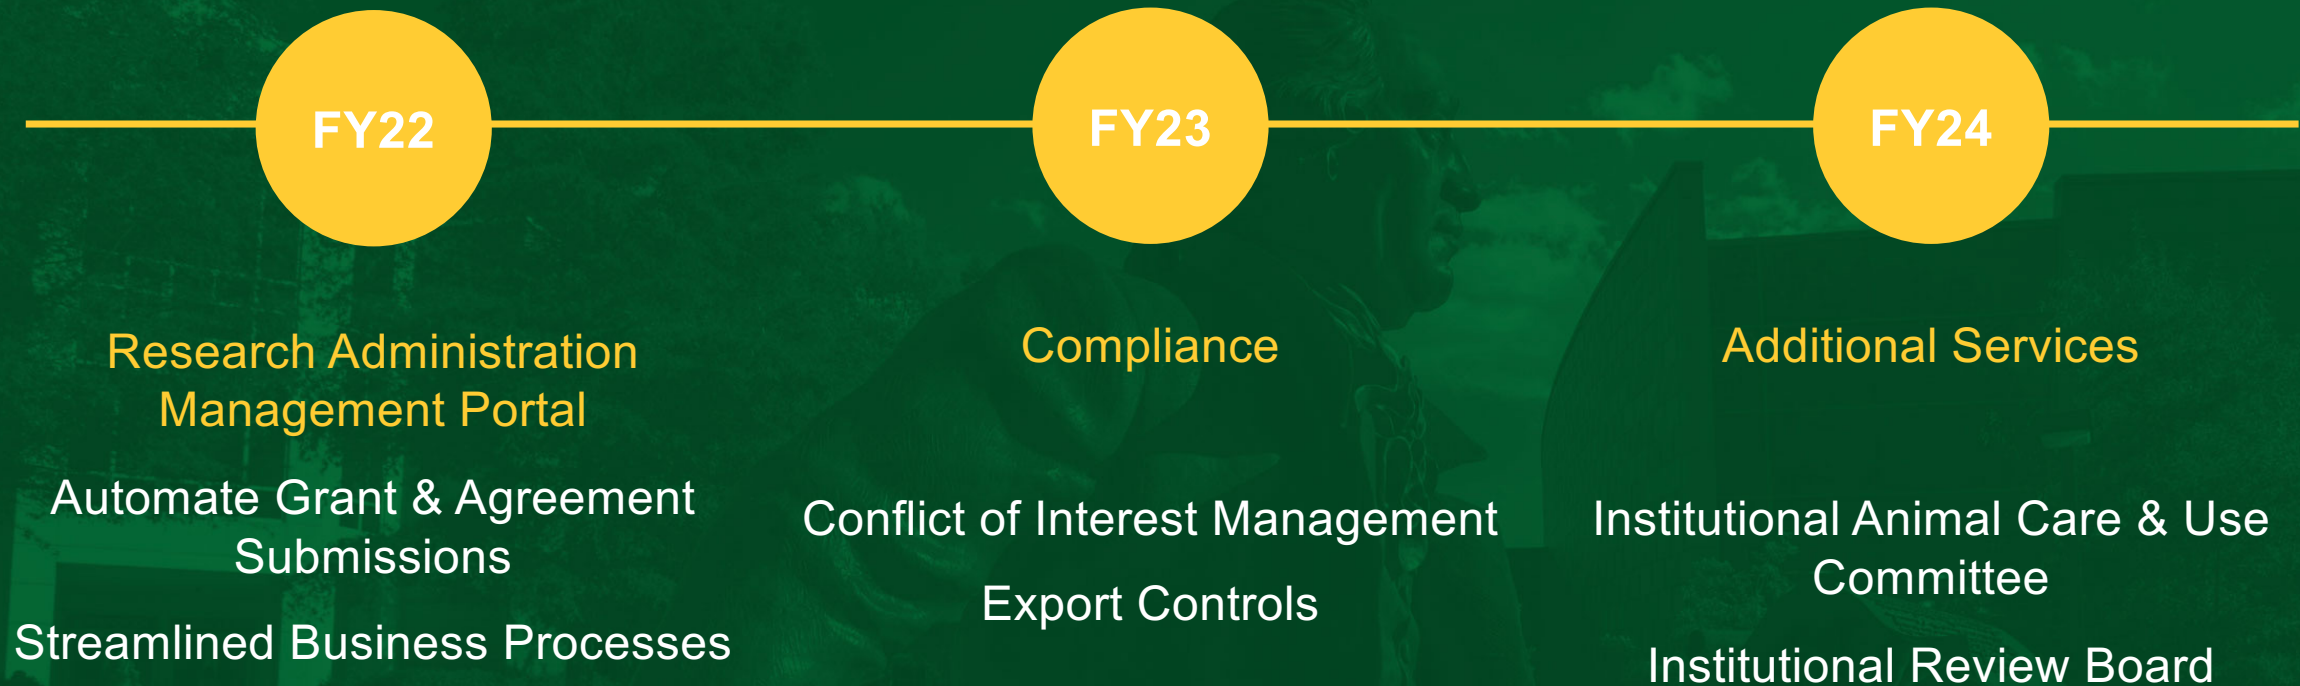 FY22
FY23
FY24
Research Administration
Management Portal
Automate Grant & Agreement
Submissions
Streamlined Business Processes
Compliance
Conflict of Interest Management
Export Controls
Additional Services
Institutional Animal Care & Use
Committee
Institutional Review Board